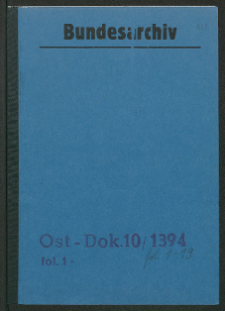 Bundesarchiv
Ost - Dok. 10/1394
fol. 1 -